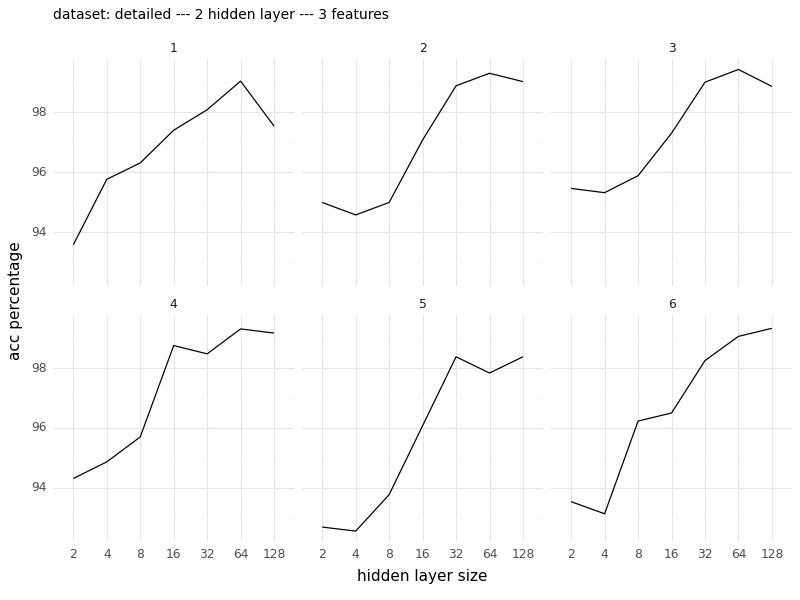 dataset: detailed --- 2 hidden layer --- 3 features
1 2 3
98
96
94
4 5 6
98
96
94
2 4 8 16 32 64 128 2 4 8 16 32 64 128 2 4 8 16 32 64 128
hidden layer size
acc percentage